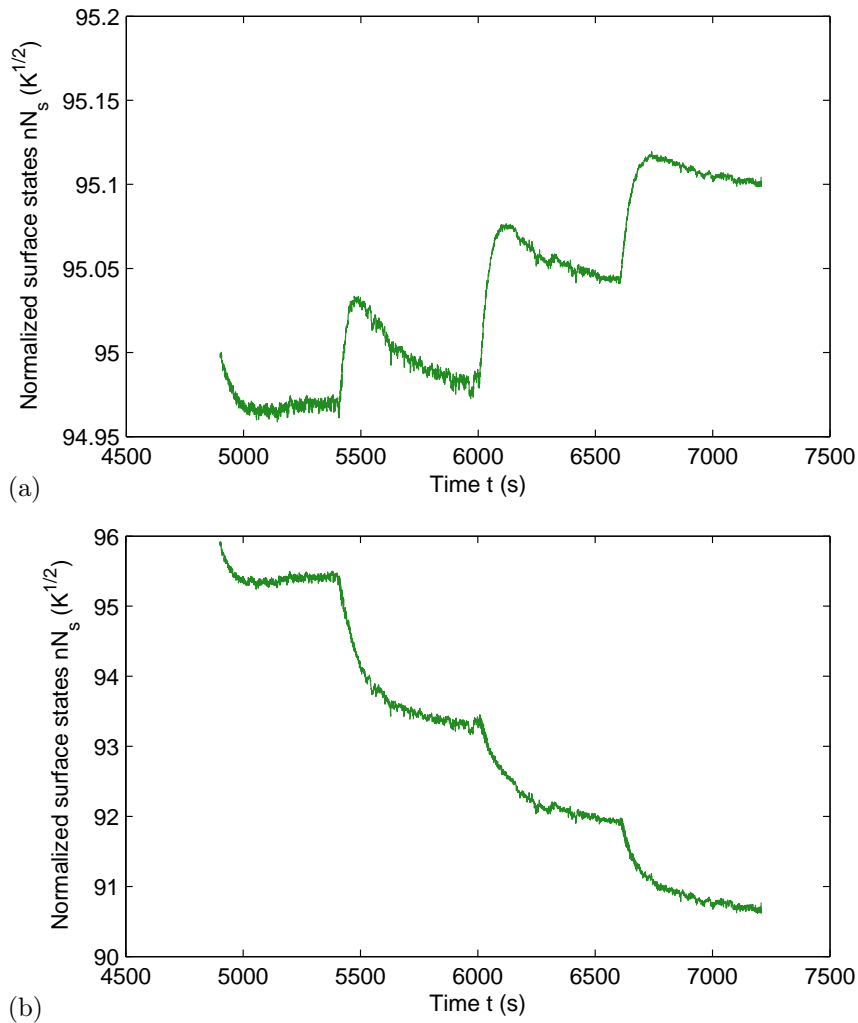 95.2
95.15
95.1
95.05
95
94.95
Normalized surface states nN_s (K^{1/2})
4500 5000 5500 6000 6500 7000 7500
Time t (s)
(a)
96
95
94
93
92
91
90
Normalized surface states nN_s (K^{1/2})
4500 5000 5500 6000 6500 7000 7500
Time t (s)
(b)